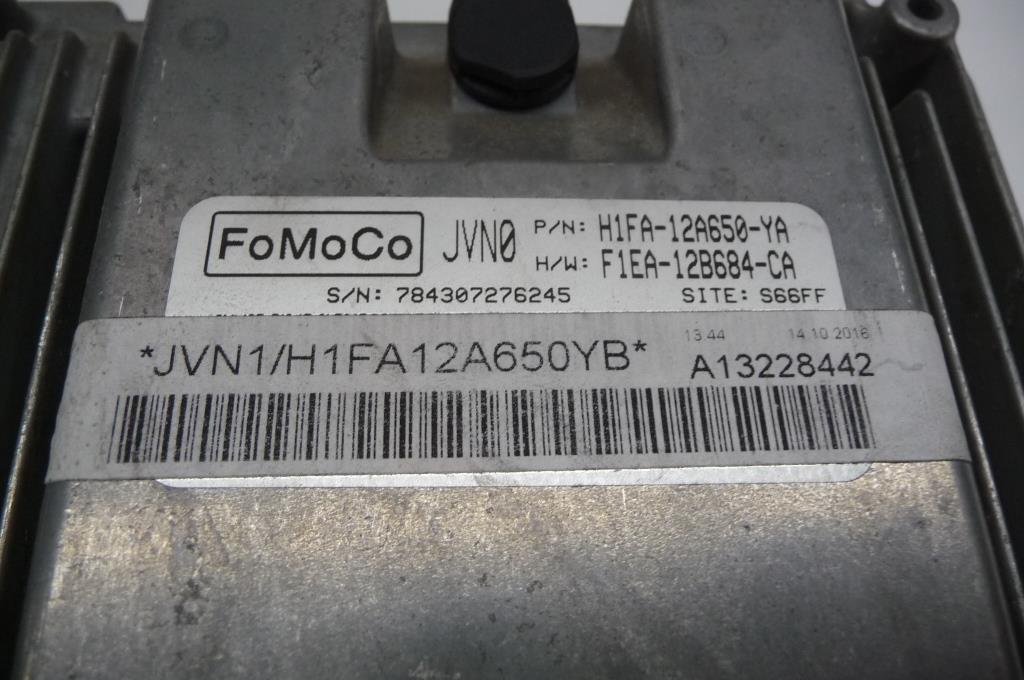 FoMoCo JVN0 P/N: H1FA-12A650-YA
H/W: F1EA-12B684-CA
S/N: 784307276245 SITE: S66FF
13:44 14.10.2016
*JVN1/H1FA12A650YB* A13228442